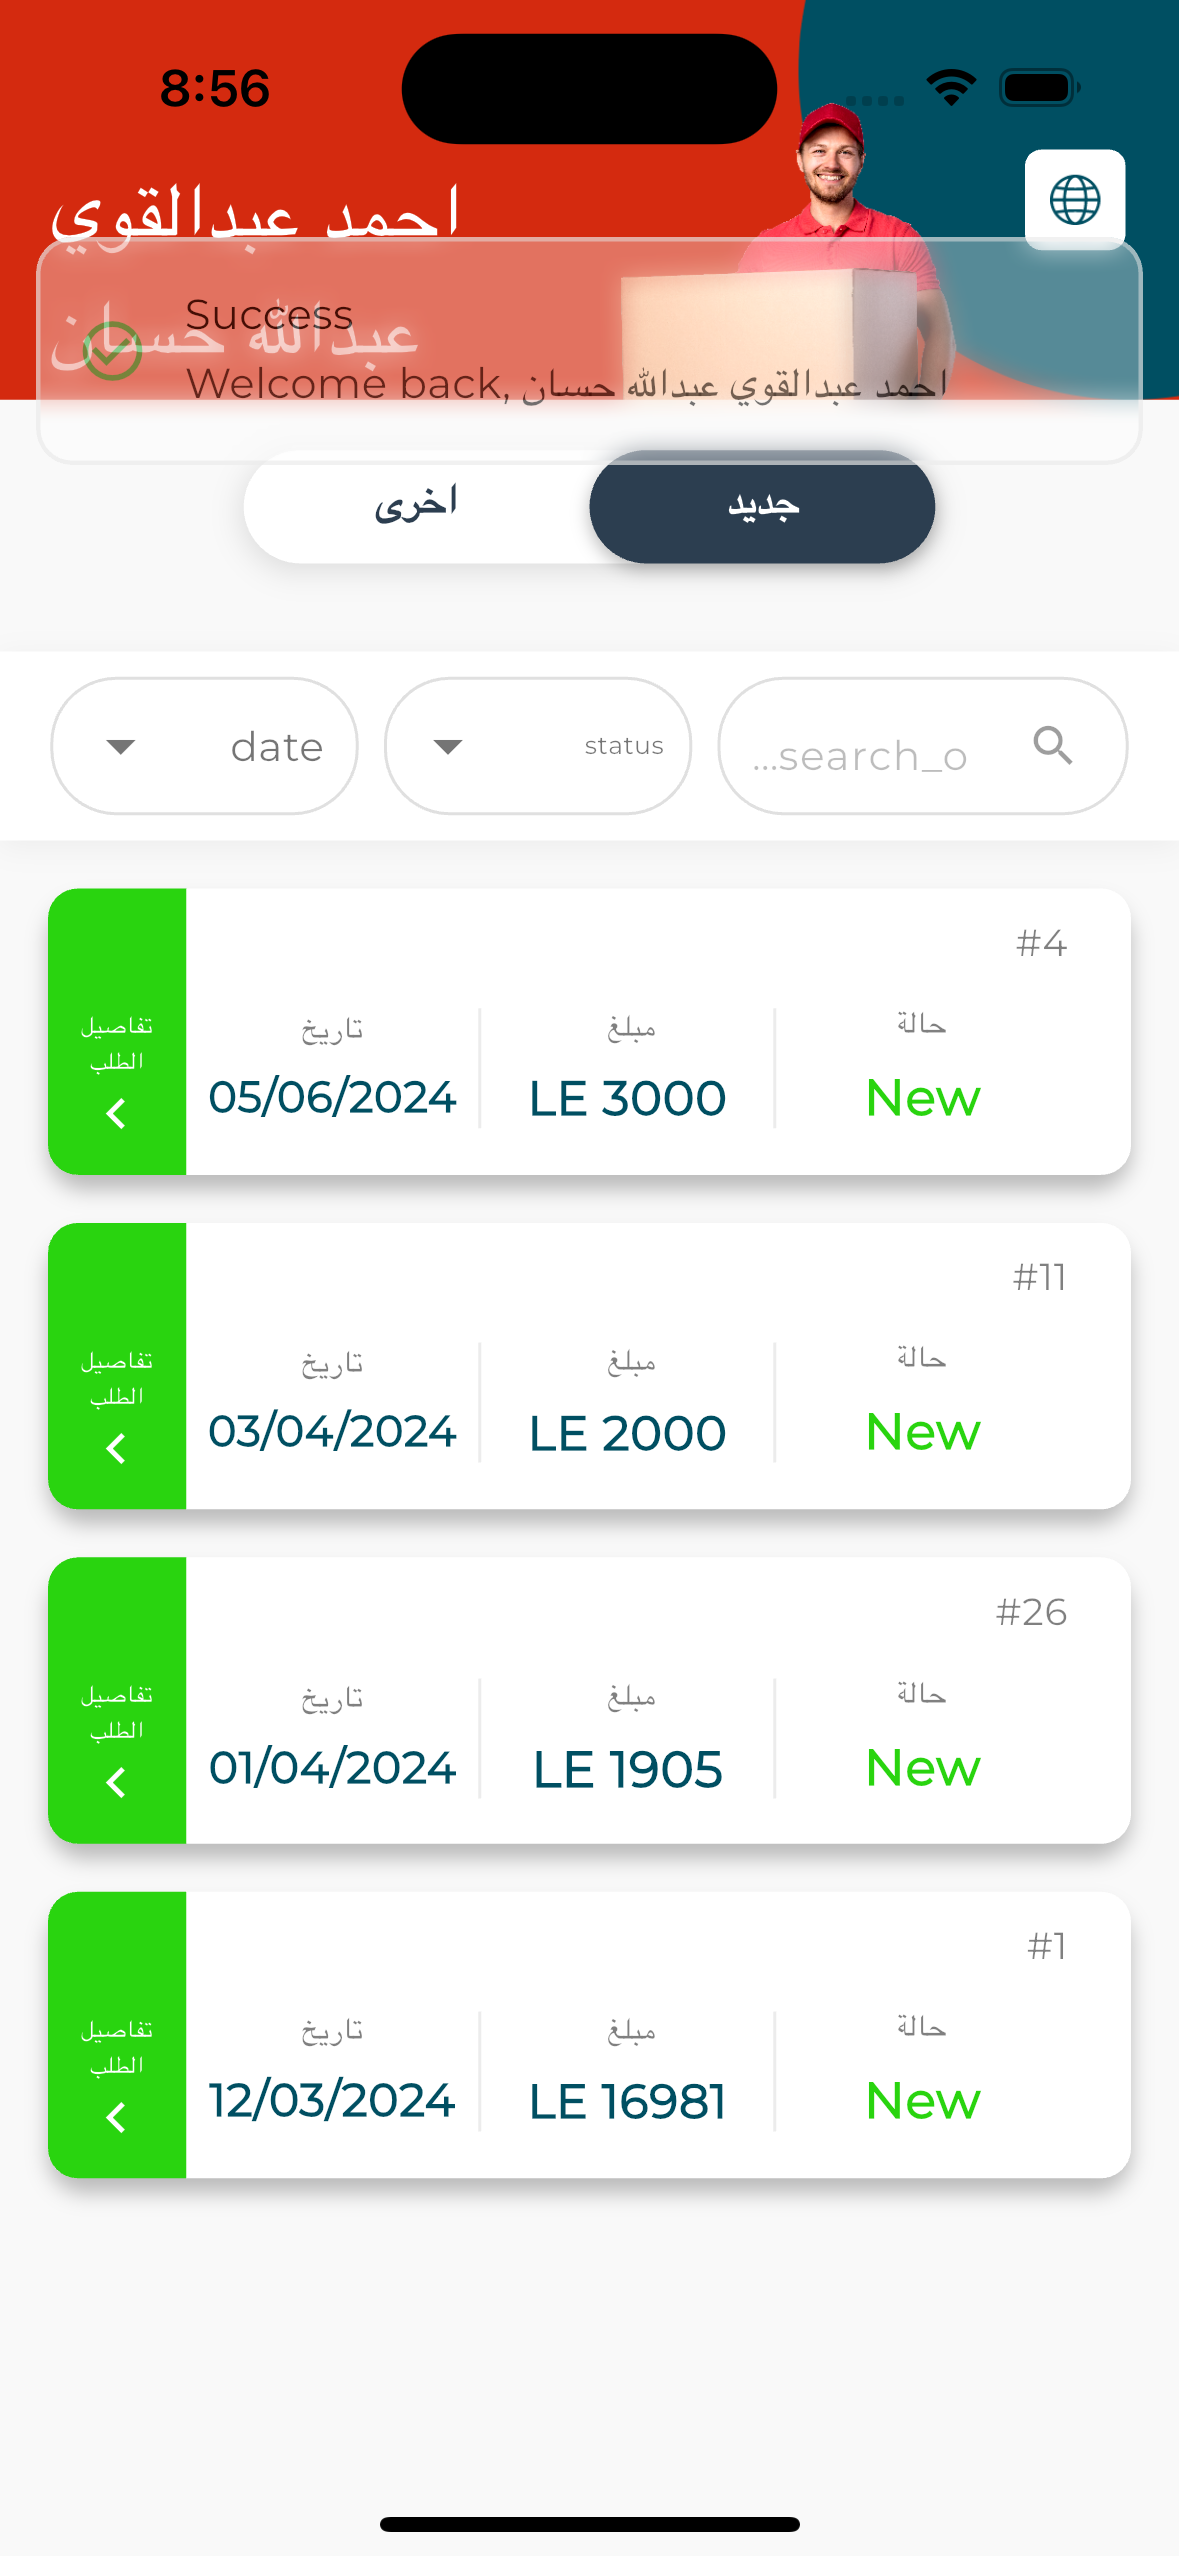 8:56
احمد عبدالقوي
عبدالله حسان
Success
Welcome back, احمد عبدالقوي عبدالله حسان
جديد
اخرى
...search_o
status
date
#4
حالة
مبلغ
تاريخ
New
LE 3000
05/06/2024
تفاصيل
الطلب
#11
حالة
مبلغ
تاريخ
New
LE 2000
03/04/2024
تفاصيل
الطلب
#26
حالة
مبلغ
تاريخ
New
LE 1905
01/04/2024
تفاصيل
الطلب
#1
حالة
مبلغ
تاريخ
New
LE 16981
12/03/2024
تفاصيل
الطلب